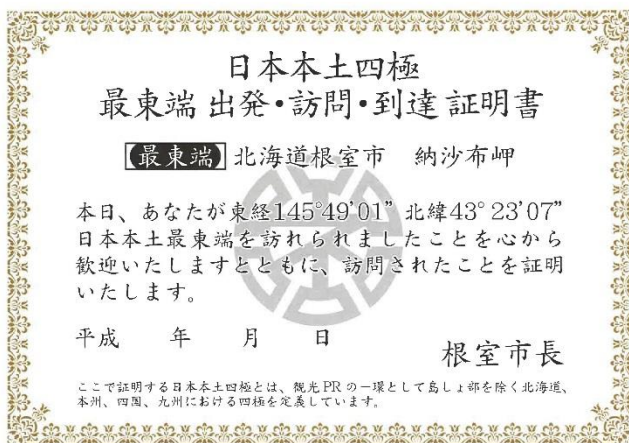 日本本土四極
最東端 出発・訪問・到達 証明書
【最東端】北海道根室市　納沙布岬
本日、あなたが東経145°49’01” 北緯43°23’07”
日本本土最東端を訪れられましたことを心から
歓迎いたしますとともに、訪問されたことを証明
いたします。
平成　　年　　月　　日
根室市長
ここで証明する日本本土四極とは、観光PRの一環として島しょ部を除く北海道、
本州、四国、九州における四極を定義しています。